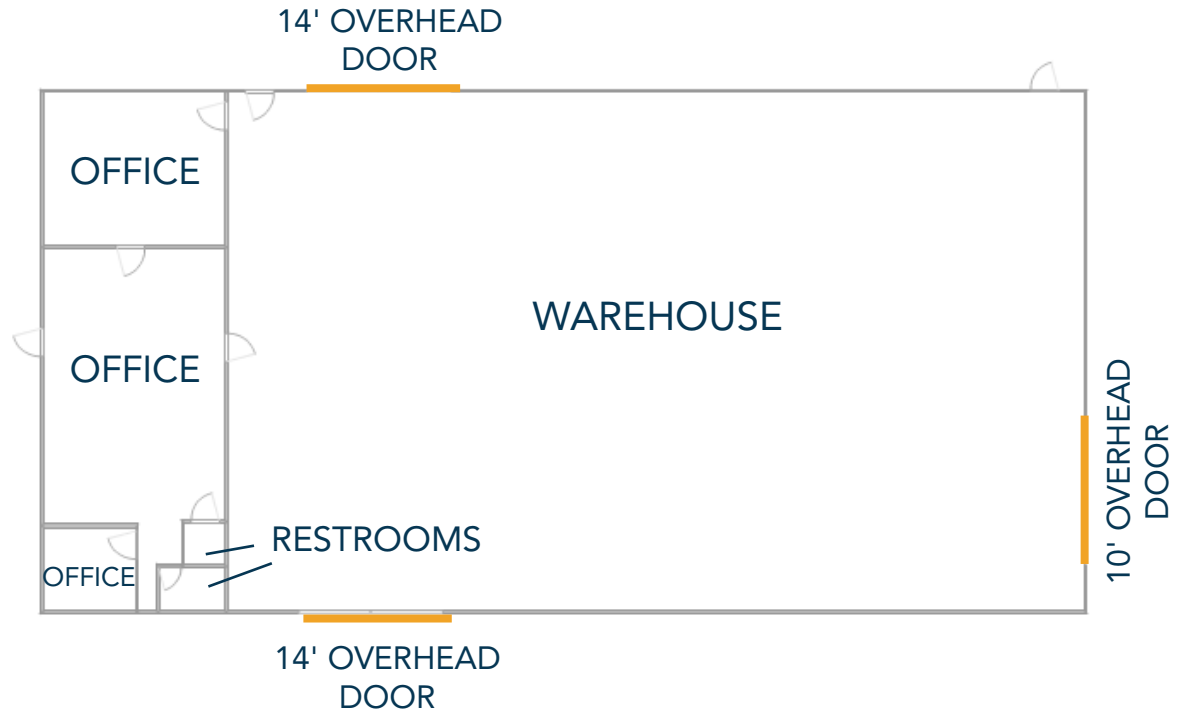 14' OVERHEAD
DOOR
OFFICE
WAREHOUSE
OFFICE
10' OVERHEAD
DOOR
RESTROOMS
OFFICE
14' OVERHEAD
DOOR